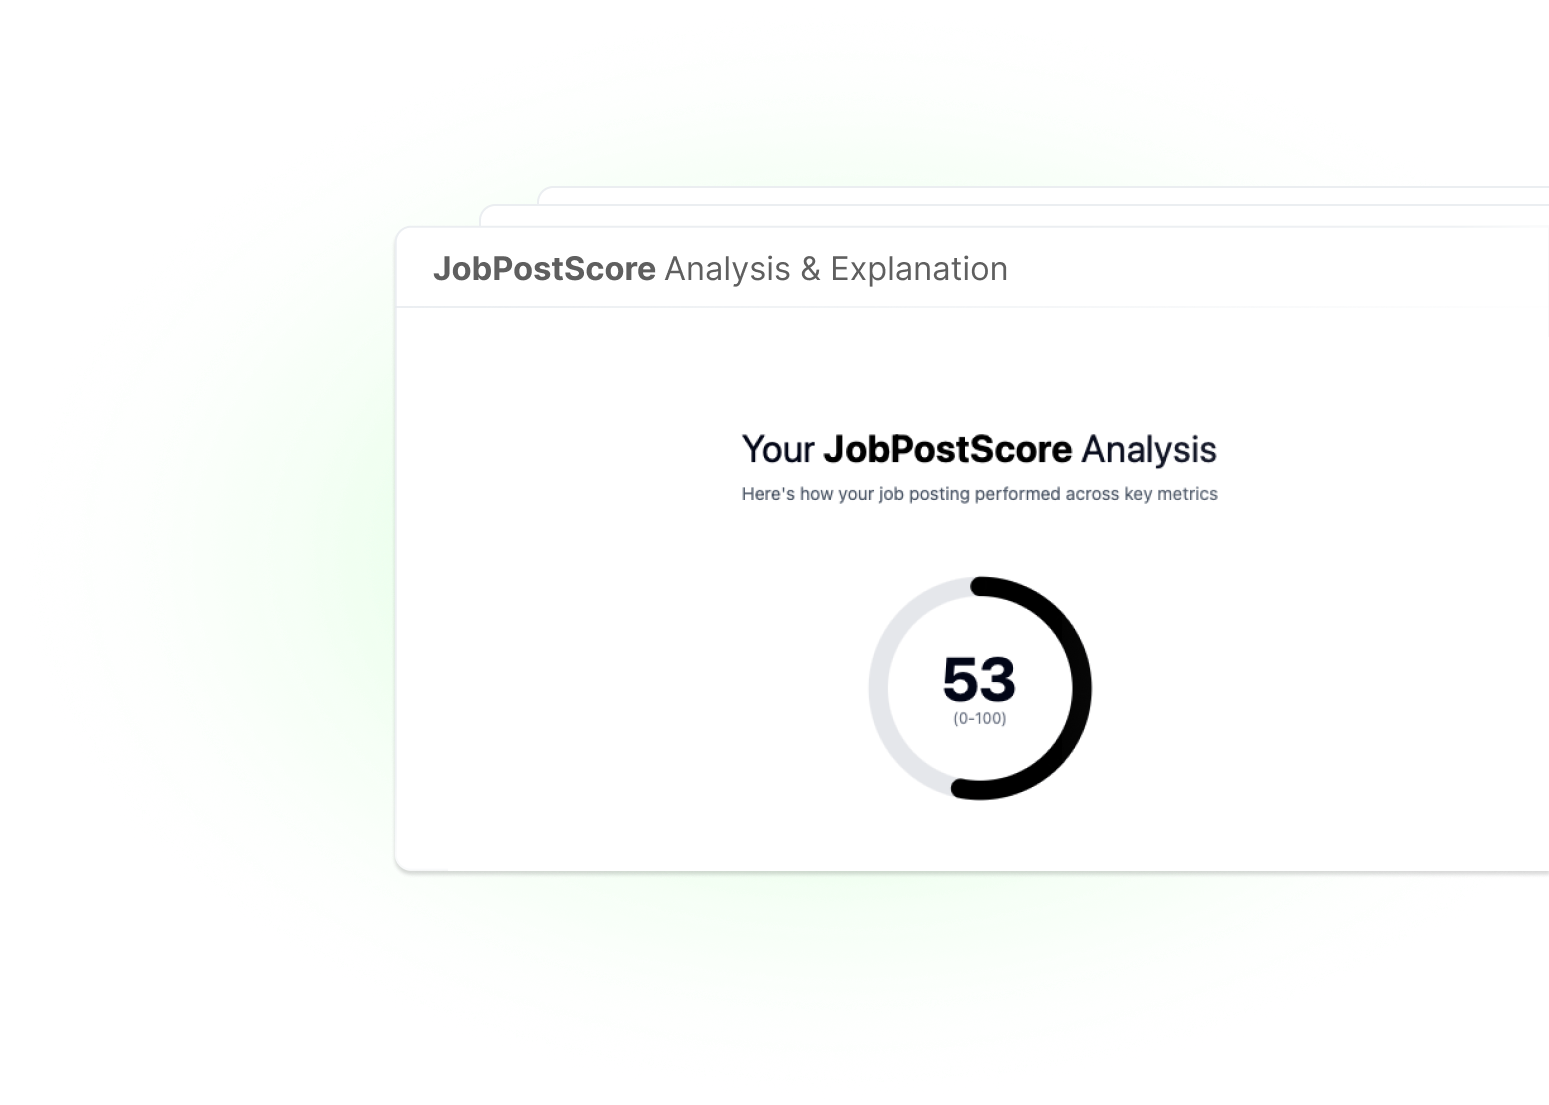 JobPostScore Analysis & Explanation
Your JobPostScore Analysis
Here's how your job posting performed across key metrics
53
(0-100)